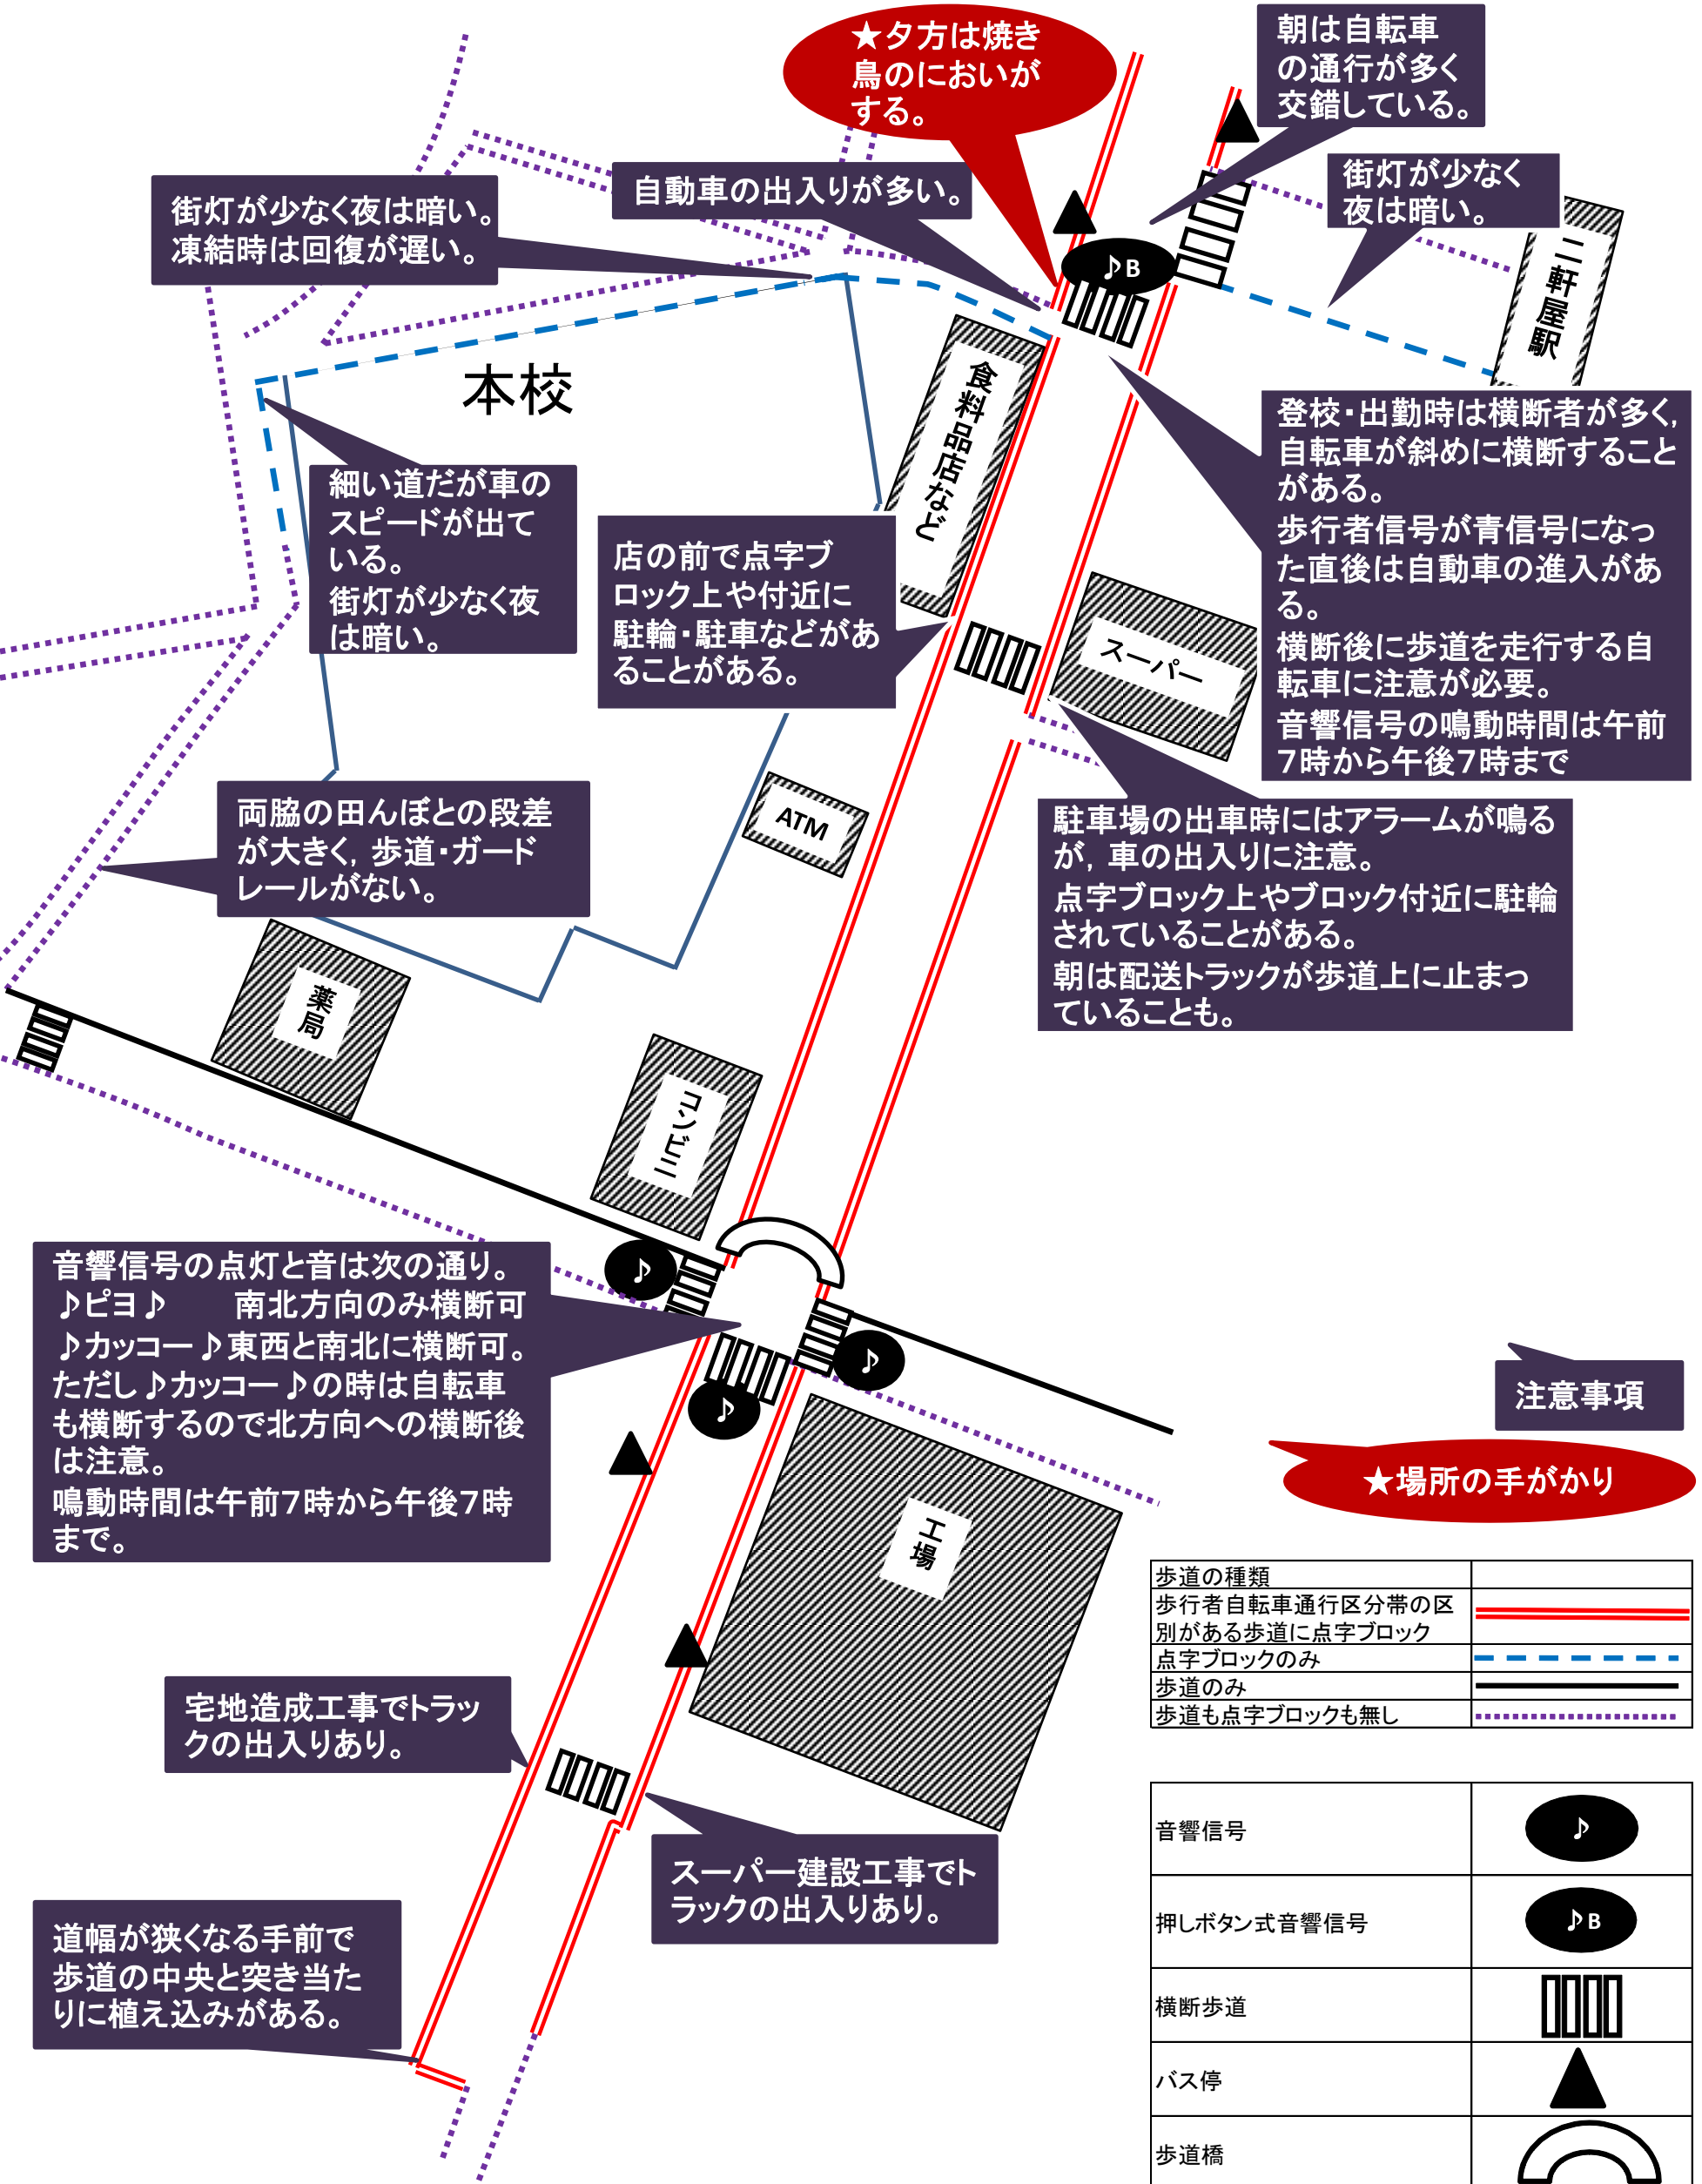 ★夕方は焼き
鳥のにおいが
する。
朝は自転車
の通行が多く
交錯している。
自動車の出入りが多い。
街灯が少なく
夜は暗い。
街灯が少なく夜は暗い。
凍結時は回復が遅い。
♪B
二軒屋駅
本校
食料品店など
登校・出勤時は横断者が多く,
自転車が斜めに横断すること
がある。
歩行者信号が青信号になっ
た直後は自動車の進入があ
る。
横断後に歩道を走行する自
転車に注意が必要。
音響信号の鳴動時間は午前
7時から午後7時まで
細い道だが車の
スピードが出て
いる。
街灯が少なく夜
は暗い。
店の前で点字ブ
ロック上や付近に
駐輪・駐車などがあ
ることがある。
スーパー
ATM
両脇の田んぼとの段差
が大きく,歩道・ガード
レールがない。
駐車場の出車時にはアラームが鳴る
が,車の出入りに注意。
点字ブロック上やブロック付近に駐輪
されていることがある。
朝は配送トラックが歩道上に止まっ
ていることも。
薬局
コンビニ
音響信号の点灯と音は次の通り。
♪ピヨ♪　　南北方向のみ横断可
♪カッコー♪東西と南北に横断可。
ただし♪カッコー♪の時は自転車
も横断するので北方向への横断後
は注意。
鳴動時間は午前7時から午後7時
まで。
♪
♪
♪
注意事項
★場所の手がかり
工場
歩道の種類
歩行者自転車通行区分帯の区
別がある歩道に点字ブロック
点字ブロックのみ
歩道のみ
歩道も点字ブロックも無し
宅地造成工事でトラッ
クの出入りあり。
スーパー建設工事でト
ラックの出入りあり。
道幅が狭くなる手前で
歩道の中央と突き当た
りに植え込みがある。
音響信号
♪
押しボタン式音響信号
♪B
横断歩道
バス停
歩道橋